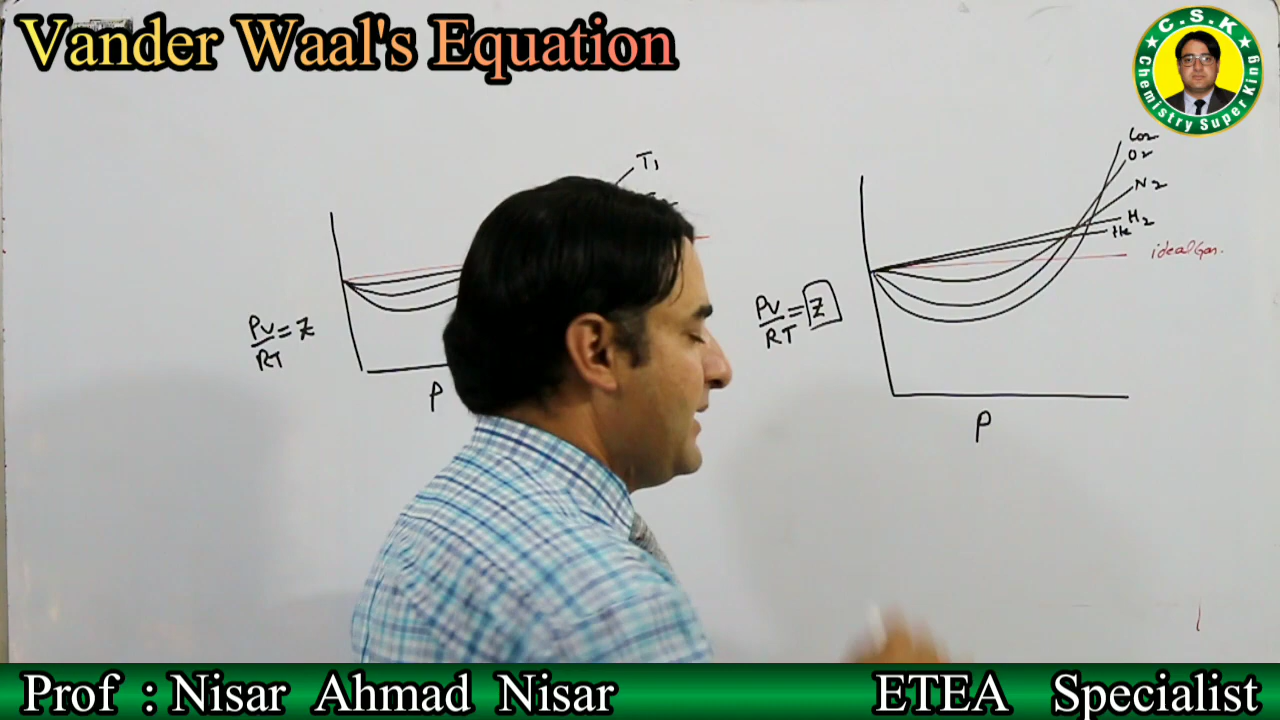 Vander Waal's Equation
C.S.K
Chemistry Super King
T1
PV/RT = Z
P
CO2
O2
N2
H2
He
ideal Gas.
PV/RT = Z
P
Prof : Nisar Ahmad Nisar
ETEA Specialist